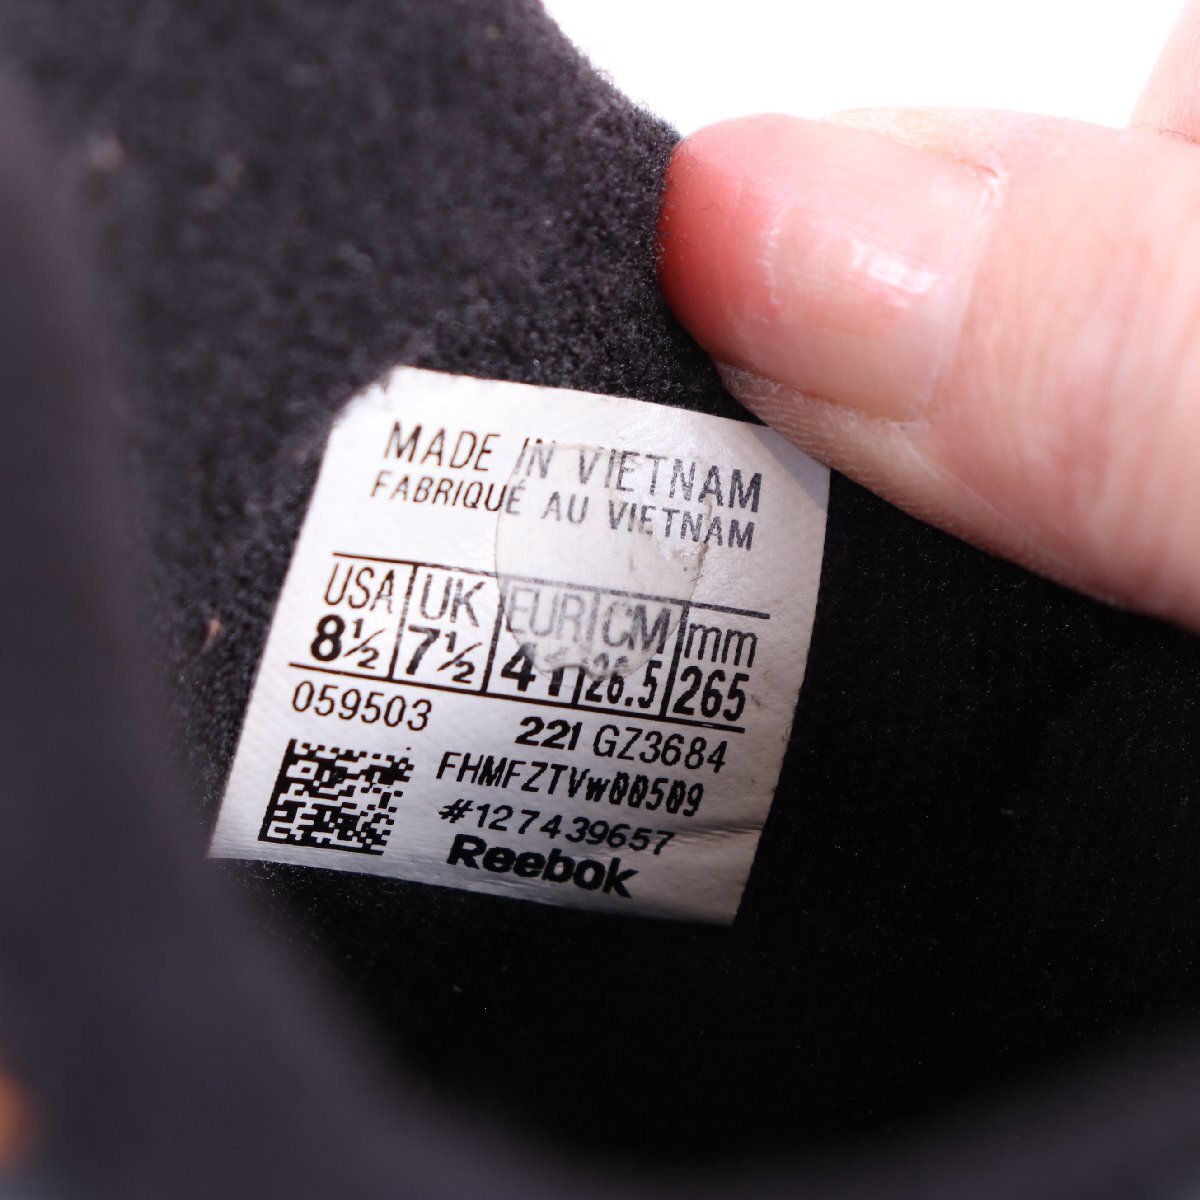 MADE IN VIETNAM
FABRIQUÉ AU VIETNAM
USA UK EUR CM mm
8½ 7½ 41 26.5 265
059503 221 GZ3684
FHMFZTVw00509
#127439657
Reebok